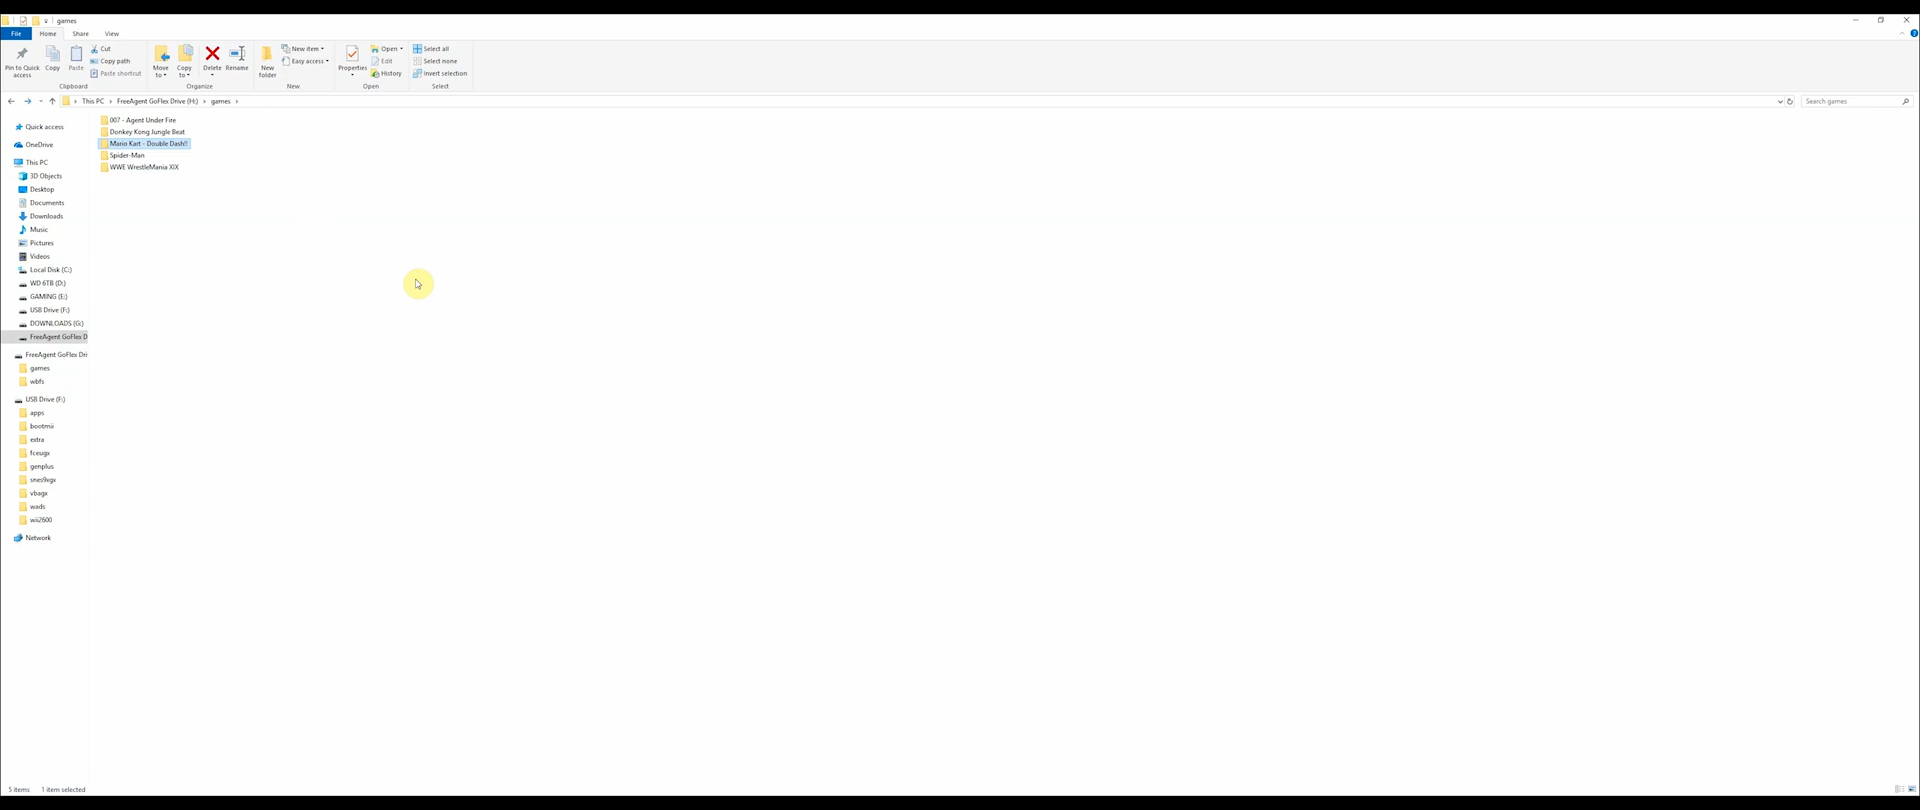 games
File Home Share View
Pin to Quick access
Copy
Paste
Cut
Copy path
Paste shortcut
Clipboard
Move to
Copy to
Delete
Rename
Organize
New folder
New item
Easy access
New
Properties
Open
Edit
History
Open
Select all
Select none
Invert selection
Select
This PC FreeAgent GoFlex Drive (H:) games
Search games
Quick access
OneDrive
This PC
3D Objects
Desktop
Documents
Downloads
Music
Pictures
Videos
Local Disk (C:)
WD 6TB (D:)
GAMING (E:)
USB Drive (F:)
DOWNLOADS (G:)
FreeAgent GoFlex D
FreeAgent GoFlex Dri
games
wbfs
USB Drive (F:)
apps
bootmii
extra
fceugx
genplus
snes9xgx
vbagx
wads
wii2600
Network
007 - Agent Under Fire
Donkey Kong Jungle Beat
Mario Kart - Double Dash!!
Spider-Man
WWE WrestleMania XIX
5 items 1 item selected